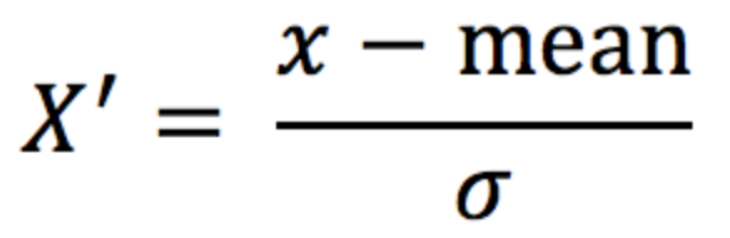 X′ = (x − mean) / σ